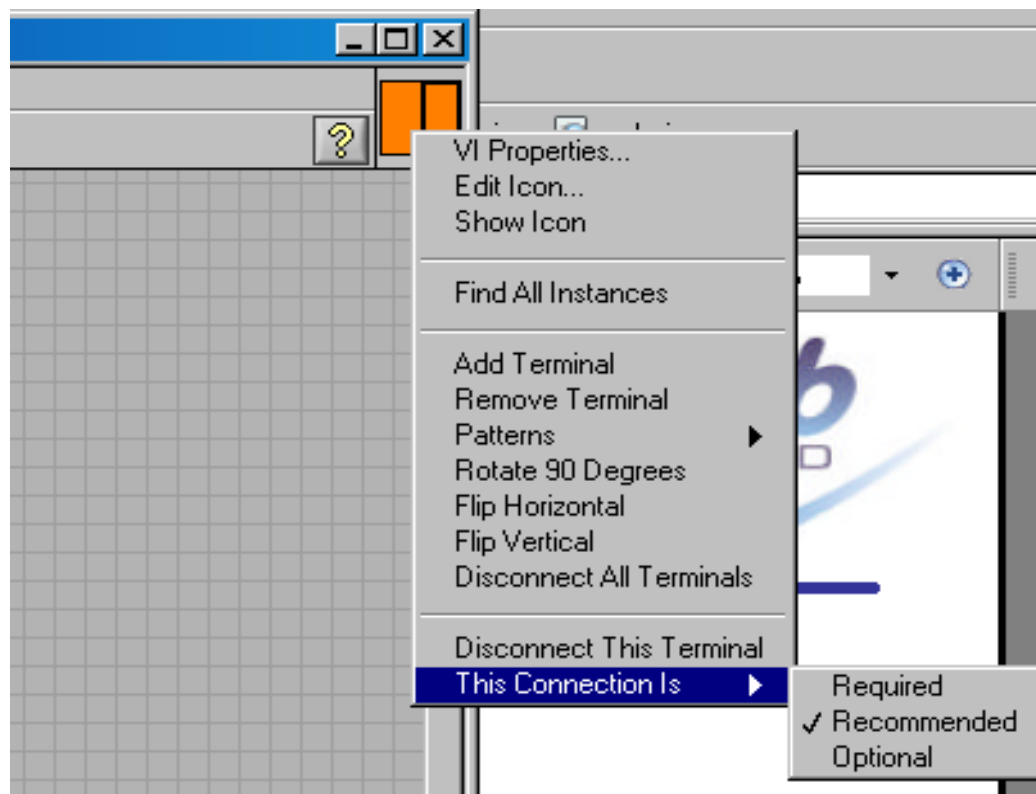 VI Properties...
Edit Icon...
Show Icon
Find All Instances
Add Terminal
Remove Terminal
Patterns
Rotate 90 Degrees
Flip Horizontal
Flip Vertical
Disconnect All Terminals
Disconnect This Terminal
This Connection Is
Required
✓ Recommended
Optional